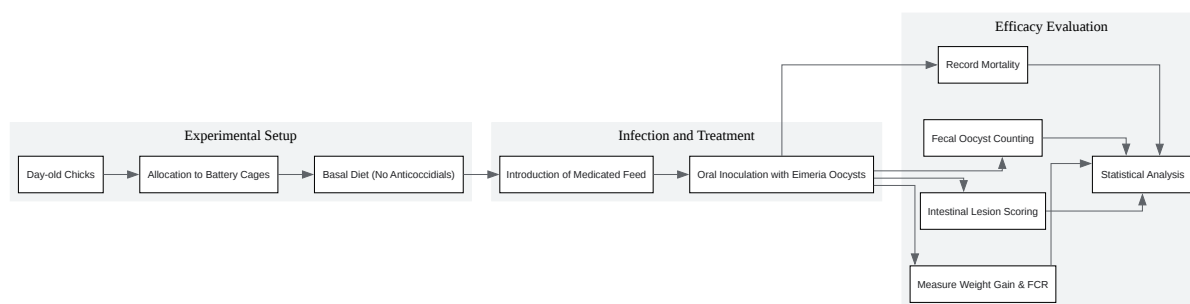 Experimental Setup
Day-old Chicks
Allocation to Battery Cages
Basal Diet (No Anticoccidials)
Infection and Treatment
Introduction of Medicated Feed
Oral Inoculation with Eimeria Oocysts
Efficacy Evaluation
Record Mortality
Fecal Oocyst Counting
Intestinal Lesion Scoring
Measure Weight Gain & FCR
Statistical Analysis